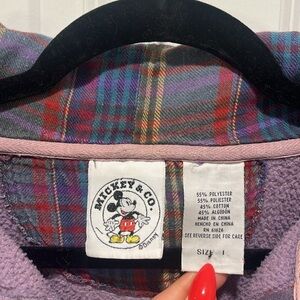 MICKEY & CO.
©Disney
55% POLYESTER
55% POLIESTER
45% COTTON
45% ALGODON
MADE IN CHINA
HECHO EN CHINA
SEE REVERSE SIDE FOR CARE
SIZE